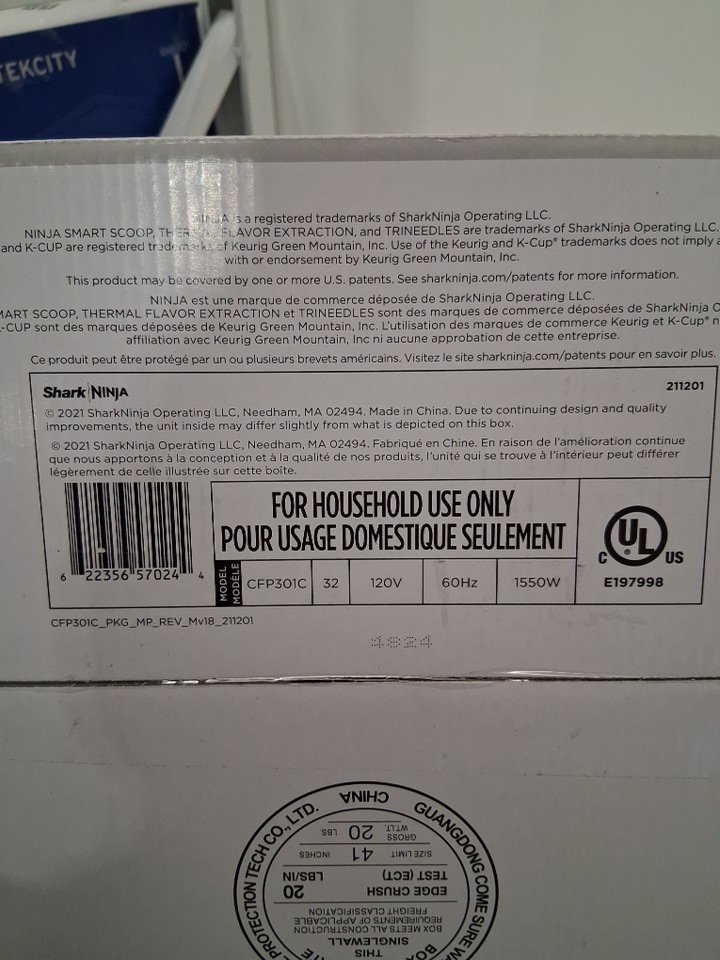 TEKCITY
NINJA is a registered trademarks of SharkNinja Operating LLC.
NINJA SMART SCOOP, THERMAL FLAVOR EXTRACTION, and TRINEEDLES are trademarks of SharkNinja Operating LLC.
and K-CUP are registered trademarks of Keurig Green Mountain, Inc. Use of the Keurig and K-Cup® trademarks does not imply
with or endorsement by Keurig Green Mountain, Inc.
This product may be covered by one or more U.S. patents. See sharkninja.com/patents for more information.
NINJA est une marque de commerce déposée de SharkNinja Operating LLC.
MART SCOOP, THERMAL FLAVOR EXTRACTION et TRINEEDLES sont des marques de commerce déposées de SharkNinja O
-CUP sont des marques déposées de Keurig Green Mountain, Inc. L'utilisation des marques de commerce Keurig et K-Cup® n
affiliation avec Keurig Green Mountain, Inc ni aucune approbation de cette entreprise.
Ce produit peut être protégé par un ou plusieurs brevets américains. Visitez le site sharkninja.com/patents pour en savoir plus.
Shark NINJA
211201
© 2021 SharkNinja Operating LLC, Needham, MA 02494. Made in China. Due to continuing design and quality
improvements, the unit inside may differ slightly from what is depicted on this box.
© 2021 SharkNinja Operating LLC, Needham, MA 02494. Fabriqué en Chine. En raison de l'amélioration continue
que nous apportons à la conception et à la qualité de nos produits, l'unité qui se trouve à l'intérieur peut différer
légèrement de celle illustrée sur cette boîte.
6 22356 57024 4
FOR HOUSEHOLD USE ONLY
POUR USAGE DOMESTIQUE SEULEMENT
MODEL
MODÈLE
CFP301C 32 120V 60Hz 1550W
C UL ® US
E197998
CFP301C_PKG_MP_REV_Mv18_211201
4824
THIS
SINGLEWALL
BOX MEETS ALL CONSTRUCTION
REQUIREMENTS OF APPLICABLE
FREIGHT CLASSIFICATION
EDGE CRUSH
TEST (ECT) 20 LBS/IN
SIZE LIMIT 41 INCHES
GROSS
WT.LT. 20 LBS.
GUANGDONG COME SURE
PROTECTION TECH CO., LTD.
CHINA